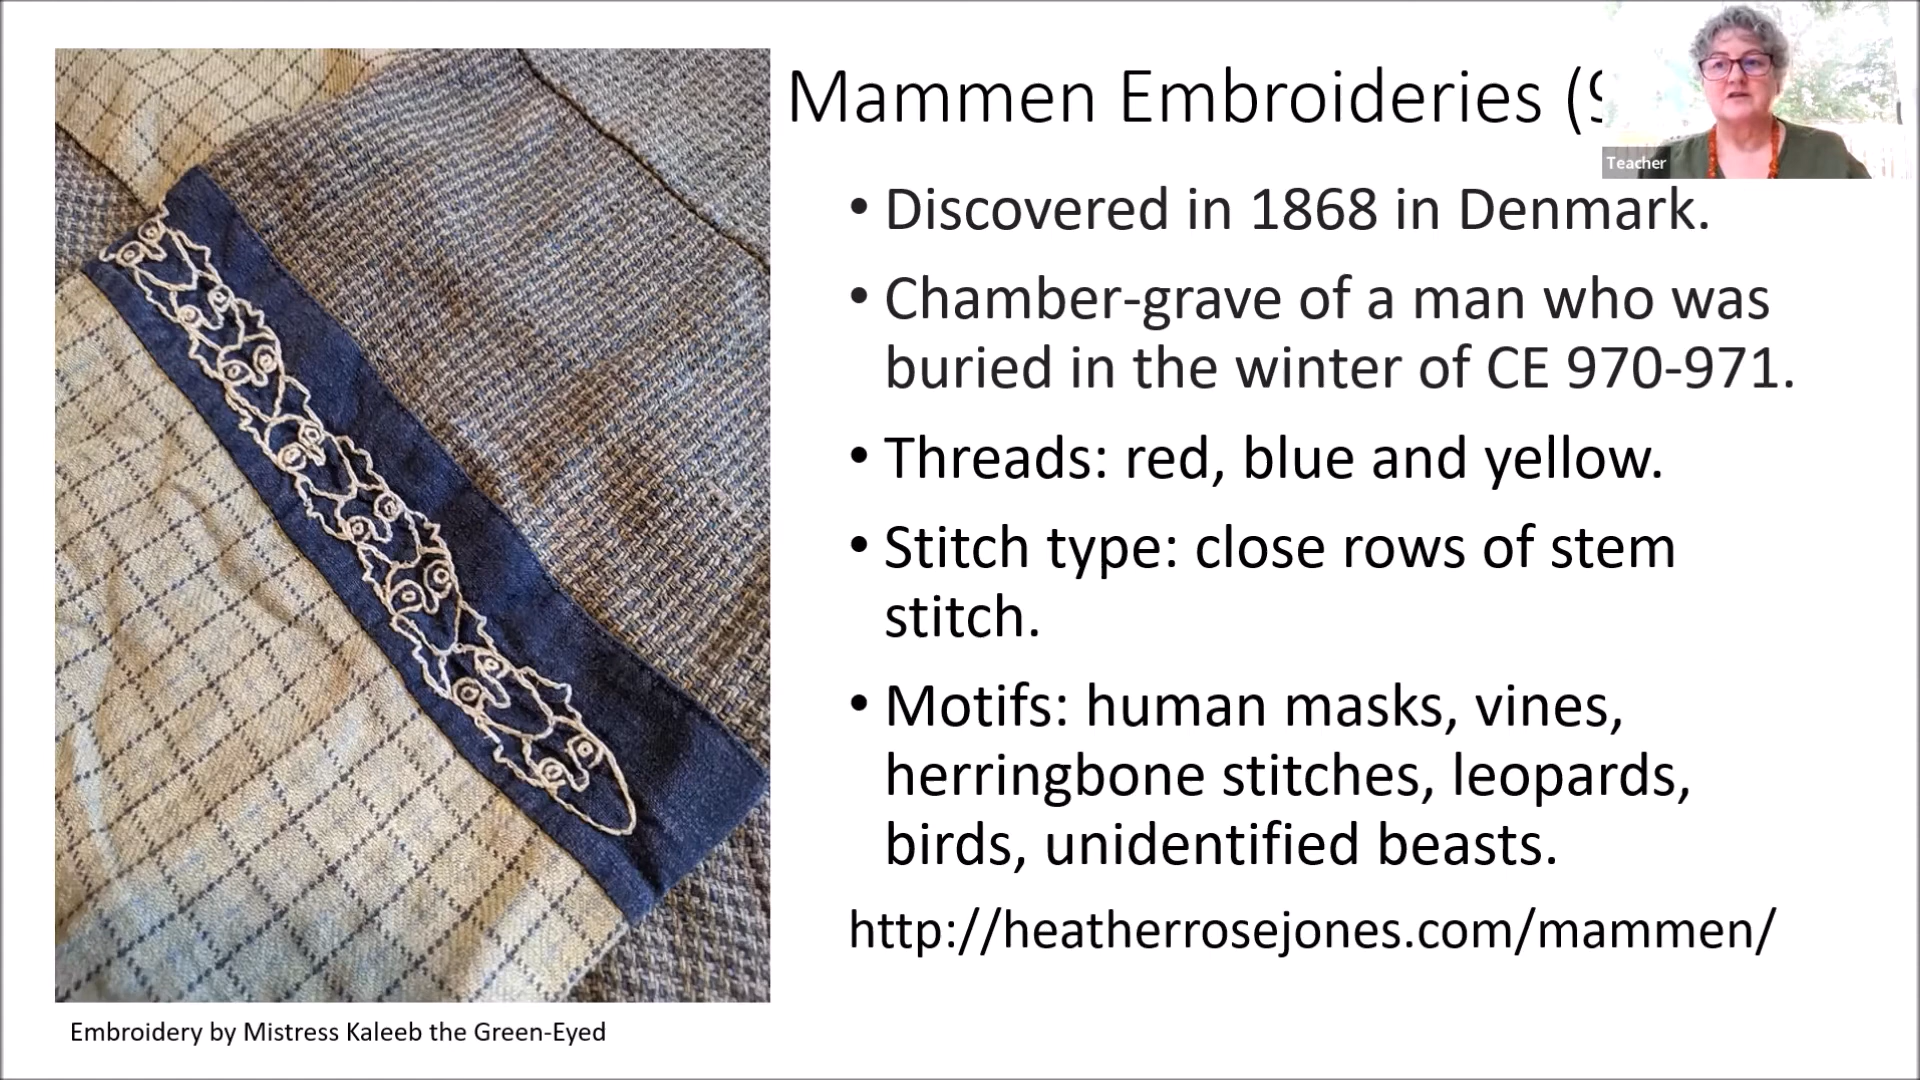 Mammen Embroideries (9
Teacher
• Discovered in 1868 in Denmark.
• Chamber-grave of a man who was
buried in the winter of CE 970-971.
• Threads: red, blue and yellow.
• Stitch type: close rows of stem
stitch.
• Motifs: human masks, vines,
herringbone stitches, leopards,
birds, unidentified beasts.
http://heatherrosejones.com/mammen/
Embroidery by Mistress Kaleeb the Green-Eyed